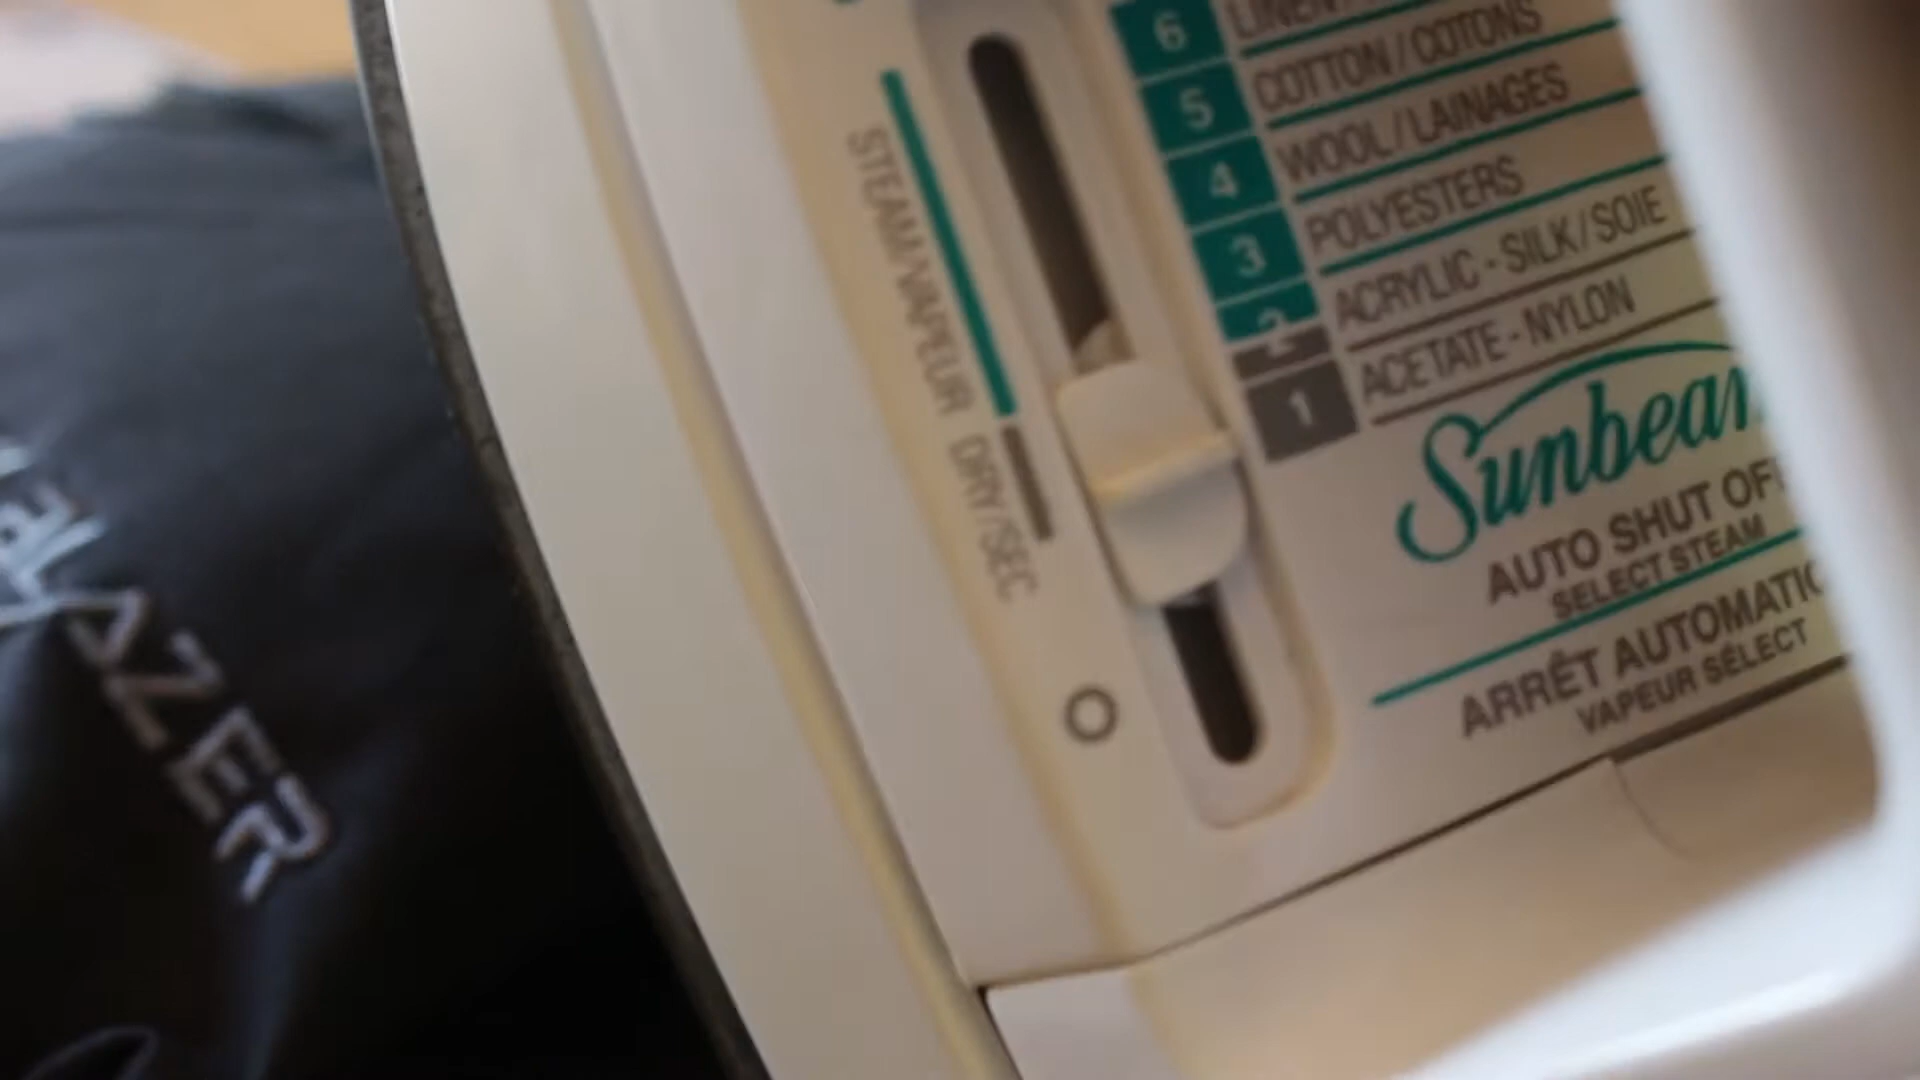 6 LINEN
5 COTTON / COTONS
4 WOOL / LAINAGES
3 POLYESTERS
2 ACRYLIC - SILK / SOIE
1 ACETATE - NYLON
STEAM/VAPEUR
DRY/SEC
Sunbeam
AUTO SHUT OFF
SELECT STEAM
ARRÊT AUTOMATIC
VAPEUR SÉLECT